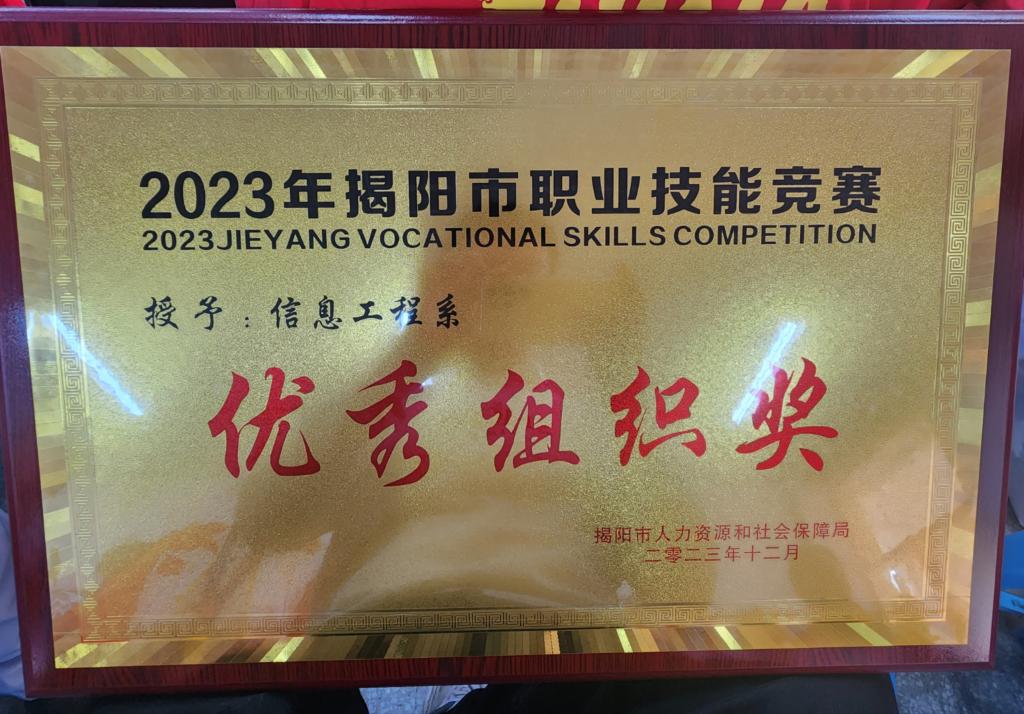 2023年揭阳市职业技能竞赛
2023JIEYANG VOCATIONAL SKILLS COMPETITION
授予：信息工程系
优秀组织奖
揭阳市人力资源和社会保障局
二零二三年十二月